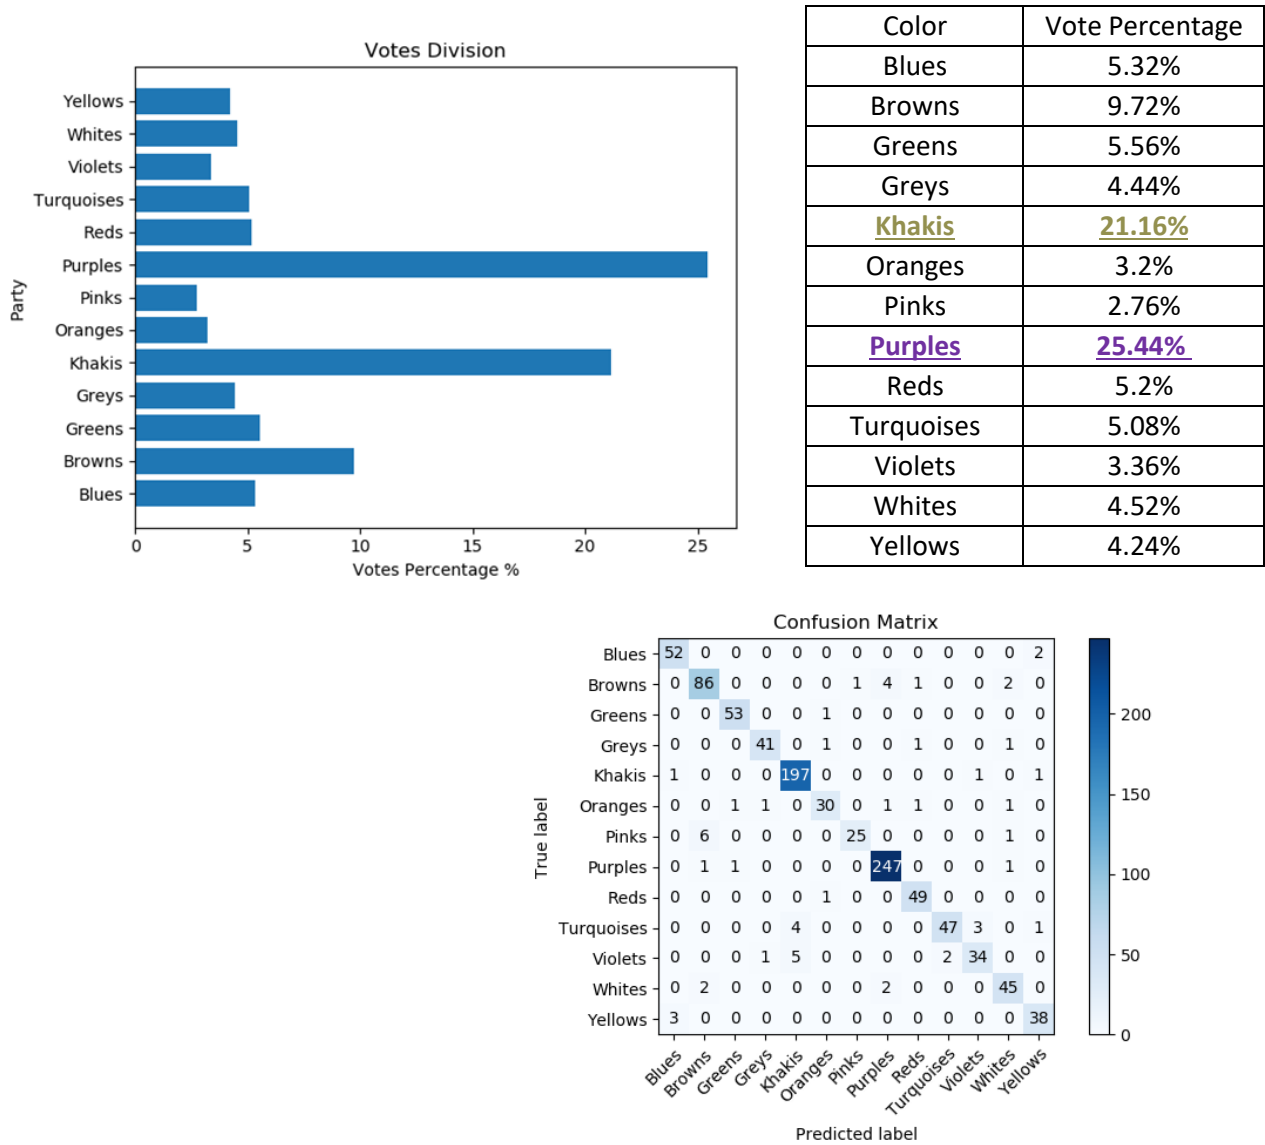 Votes Division
Yellows
Whites
Violets
Turquoises
Reds
Purples
Pinks
Oranges
Khakis
Greys
Greens
Browns
Blues
Party
0 5 10 15 20 25
Votes Percentage %
Color Vote Percentage
Blues 5.32%
Browns 9.72%
Greens 5.56%
Greys 4.44%
Khakis 21.16%
Oranges 3.2%
Pinks 2.76%
Purples 25.44%
Reds 5.2%
Turquoises 5.08%
Violets 3.36%
Whites 4.52%
Yellows 4.24%
Confusion Matrix
True label
Blues 52 0 0 0 0 0 0 0 0 0 0 0 2
Browns 0 86 0 0 0 0 1 4 1 0 0 2 0
Greens 0 0 53 0 0 1 0 0 0 0 0 0 0
Greys 0 0 0 41 0 1 0 0 1 0 0 1 0
Khakis 1 0 0 0 197 0 0 0 0 0 1 0 1
Oranges 0 0 1 1 0 30 0 1 1 0 0 1 0
Pinks 0 6 0 0 0 0 25 0 0 0 0 1 0
Purples 0 1 1 0 0 0 0 247 0 0 0 1 0
Reds 0 0 0 0 0 1 0 0 49 0 0 0 0
Turquoises 0 0 0 0 4 0 0 0 0 47 3 0 1
Violets 0 0 0 1 5 0 0 0 0 2 34 0 0
Whites 0 2 0 0 0 0 0 2 0 0 0 45 0
Yellows 3 0 0 0 0 0 0 0 0 0 0 0 38
Blues Browns Greens Greys Khakis Oranges Pinks Purples Reds Turquoises Violets Whites Yellows
Predicted label
200
150
100
50
0